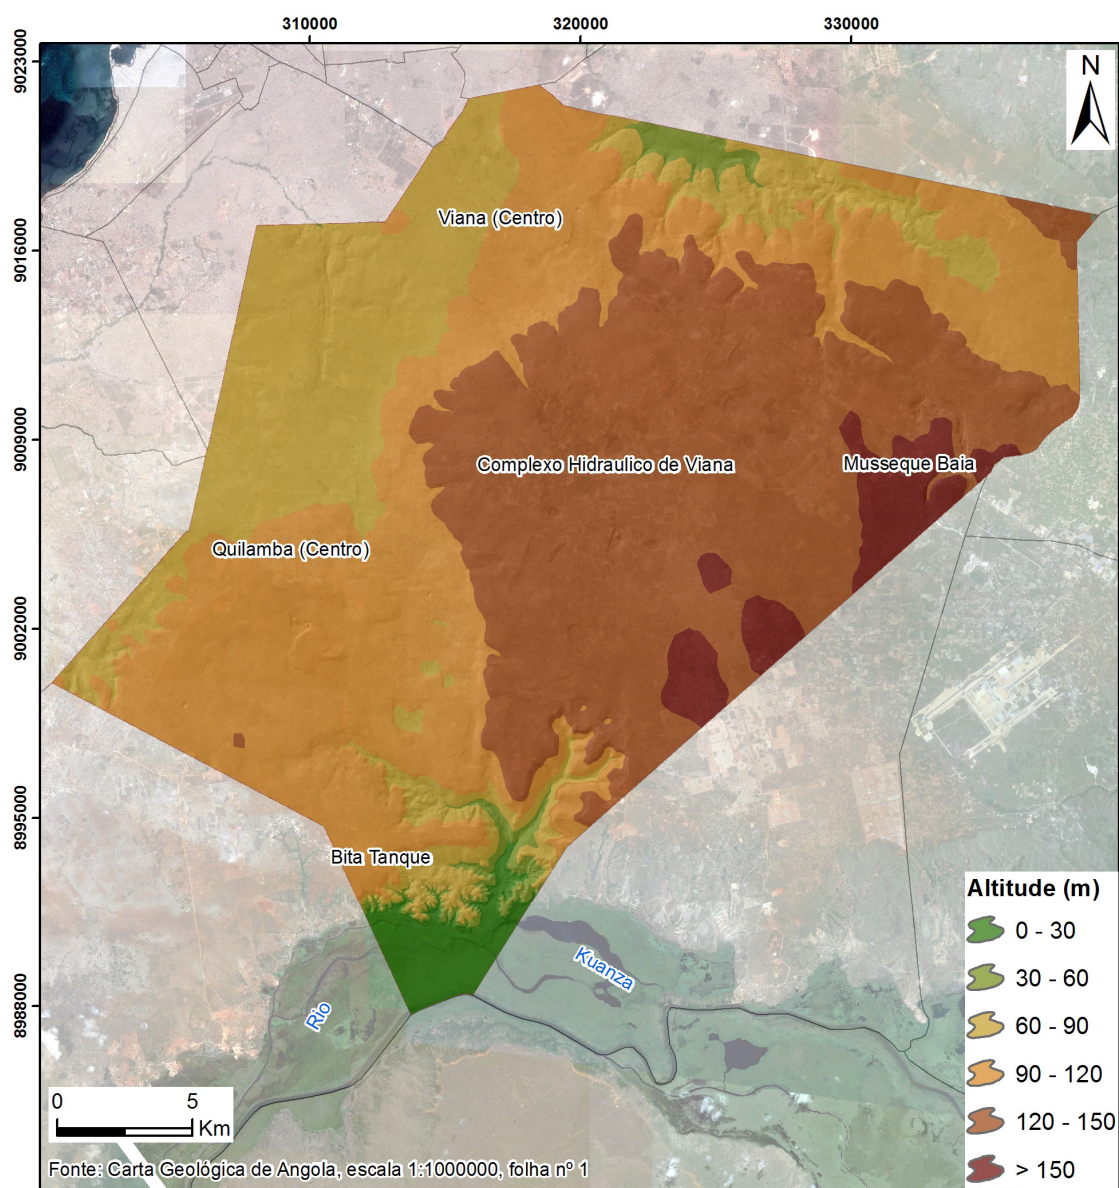 310000 320000 330000
9023000
9016000
9009000
9002000
8995000
8988000
N
Viana (Centro)
Complexo Hidraulico de Viana
Musseque Baia
Quilamba (Centro)
Bita Tanque
Kuanza
Rio
Altitude (m)
0 - 30
30 - 60
60 - 90
90 - 120
120 - 150
> 150
0 5
Km
Fonte: Carta Geológica de Angola, escala 1:1000000, folha nº 1